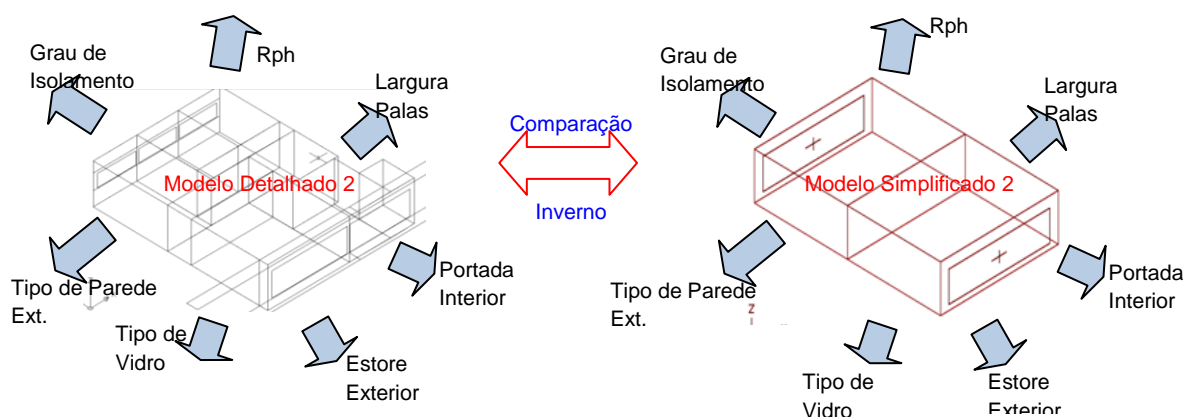 Rph
Grau de
Isolamento
Largura
Palas
Modelo Detalhado 2
Tipo de Parede
Ext.
Tipo de
Vidro
Estore
Exterior
Portada
Interior
Comparação
Inverno
Rph
Grau de
Isolamento
Largura
Palas
Modelo Simplificado 2
Tipo de Parede
Ext.
Z
Tipo de
Vidro
Estore
Exterior
Portada
Interior